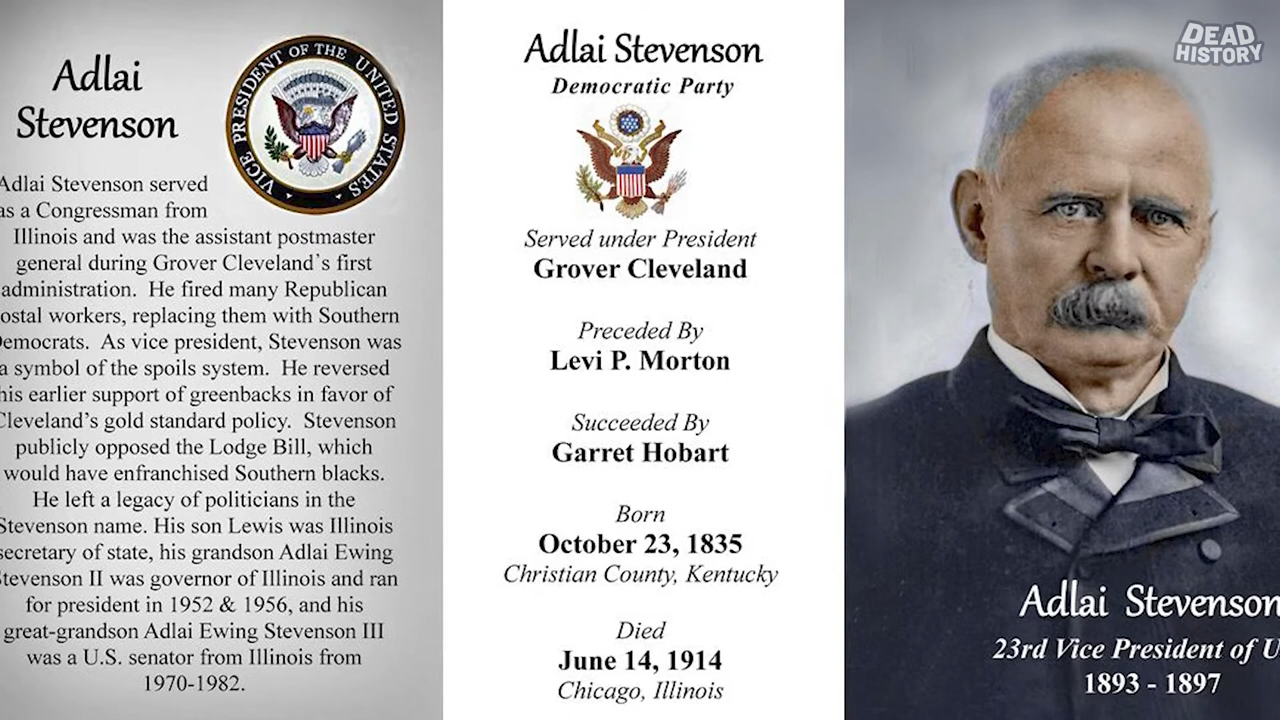 Adlai
Stevenson
VICE PRESIDENT OF THE UNITED STATES
Adlai Stevenson served
as a Congressman from
Illinois and was the assistant postmaster
general during Grover Cleveland's first
administration. He fired many Republican
ostal workers, replacing them with Southern
Democrats. As vice president, Stevenson was
a symbol of the spoils system. He reversed
his earlier support of greenbacks in favor of
Cleveland's gold standard policy. Stevenson
publicly opposed the Lodge Bill, which
would have enfranchised Southern blacks.
He left a legacy of politicians in the
Stevenson name. His son Lewis was Illinois
secretary of state, his grandson Adlai Ewing
Stevenson II was governor of Illinois and ran
for president in 1952 & 1956, and his
great-grandson Adlai Ewing Stevenson III
was a U.S. senator from Illinois from
1970-1982.
Adlai Stevenson
Democratic Party
Served under President
Grover Cleveland
Preceded By
Levi P. Morton
Succeeded By
Garret Hobart
Born
October 23, 1835
Christian County, Kentucky
Died
June 14, 1914
Chicago, Illinois
DEAD
HISTORY
Adlai Stevenson
23rd Vice President of U
1893 - 1897